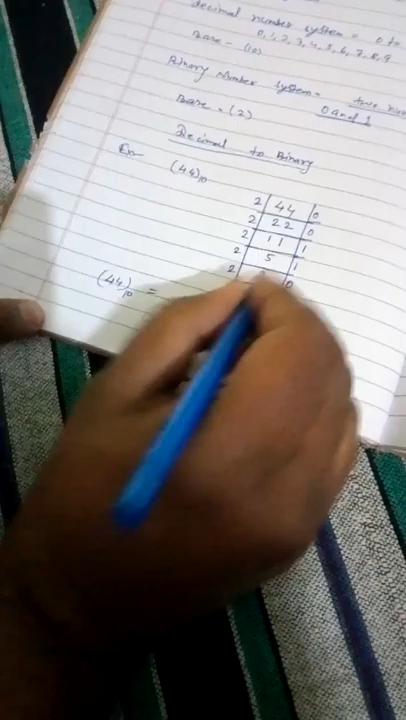 decimal number system = 0 to
0, 1, 2, 3, 4, 5, 6, 7, 8, 9
Base - (10)
Binary Number System -
0 and 1
Base - (2)
Decimal to Binary
Ex
(44)10
2 44 0
2 22 0
2 11 1
2 5 1
2 0
(44)10 =